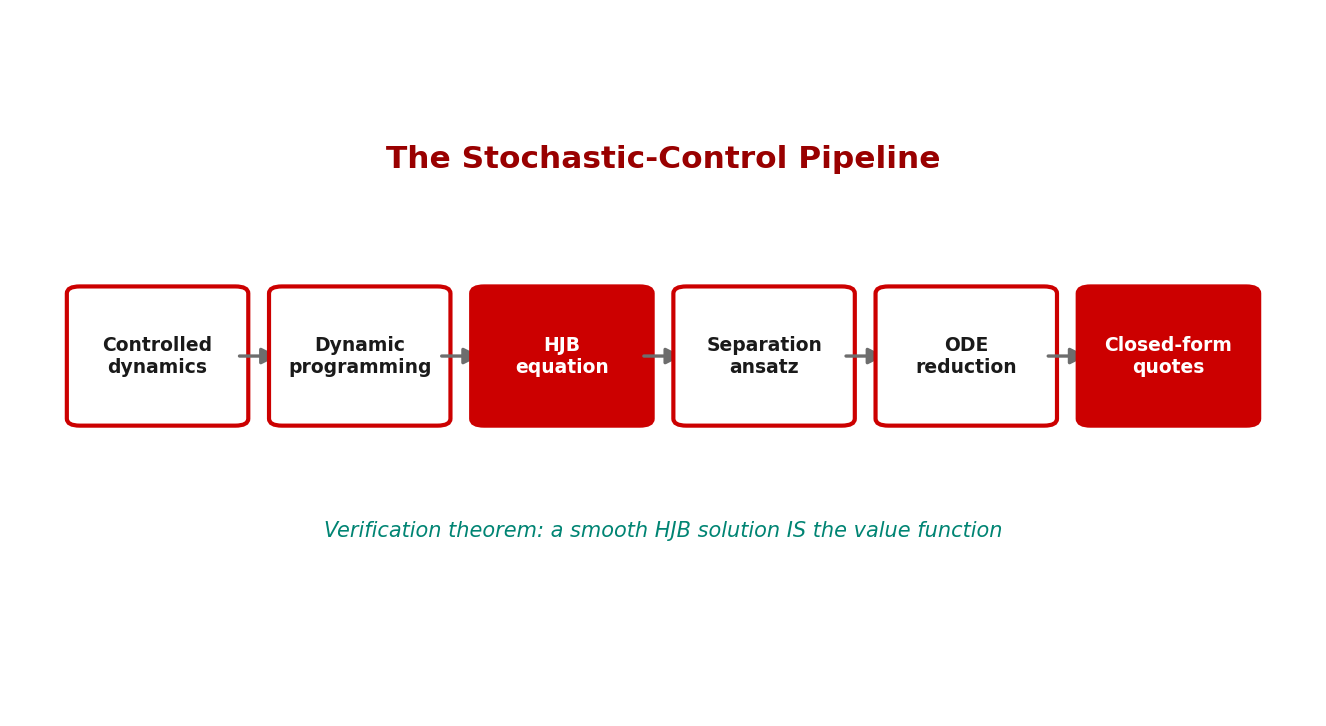 The Stochastic-Control Pipeline
Controlled
dynamics
Dynamic
programming
HJB
equation
Separation
ansatz
ODE
reduction
Closed-form
quotes
Verification theorem: a smooth HJB solution IS the value function